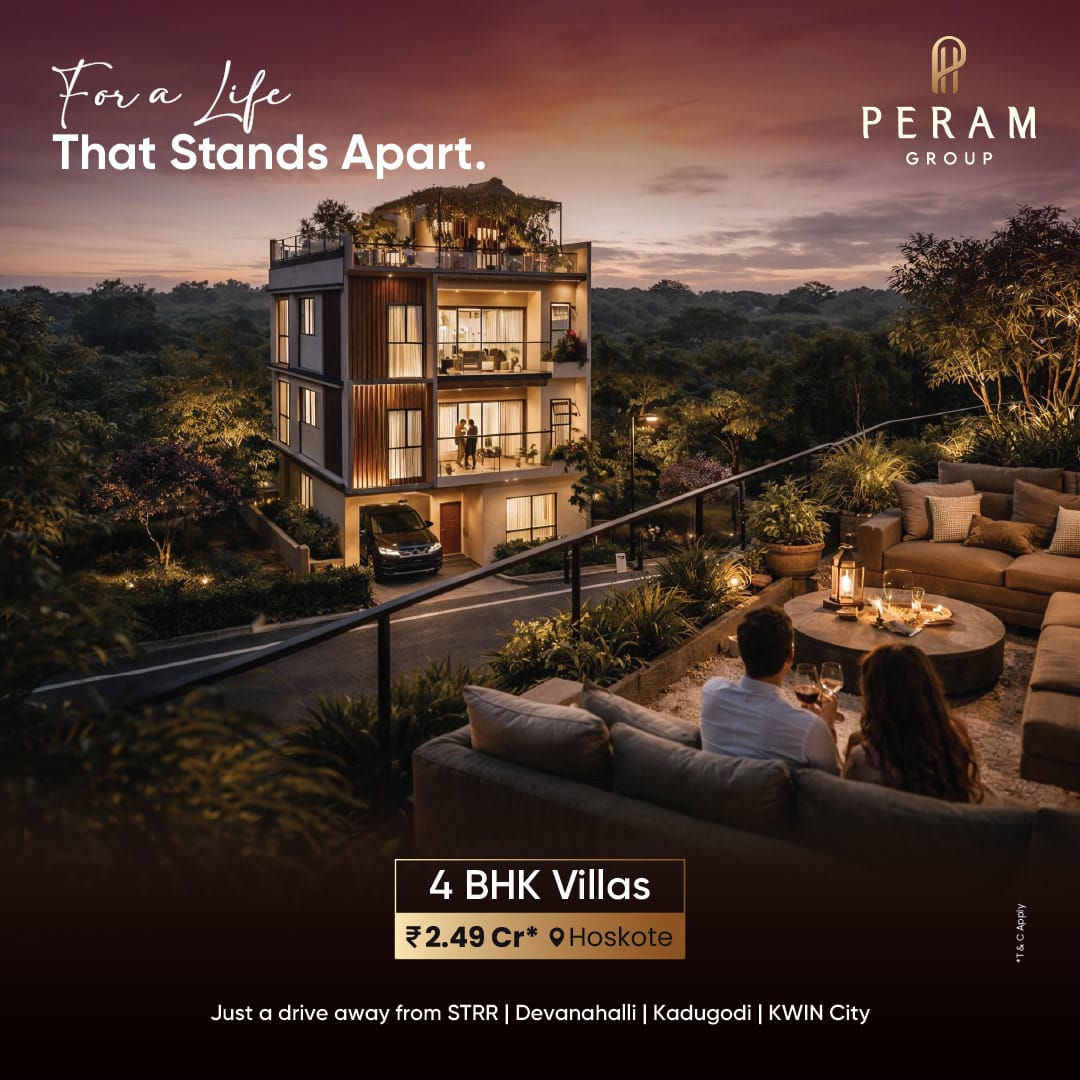 For a Life
That Stands Apart.
PERAM
GROUP
4 BHK Villas
₹2.49 Cr* Hoskote
*T & C Apply
Just a drive away from STRR | Devanahalli | Kadugodi | KWIN City